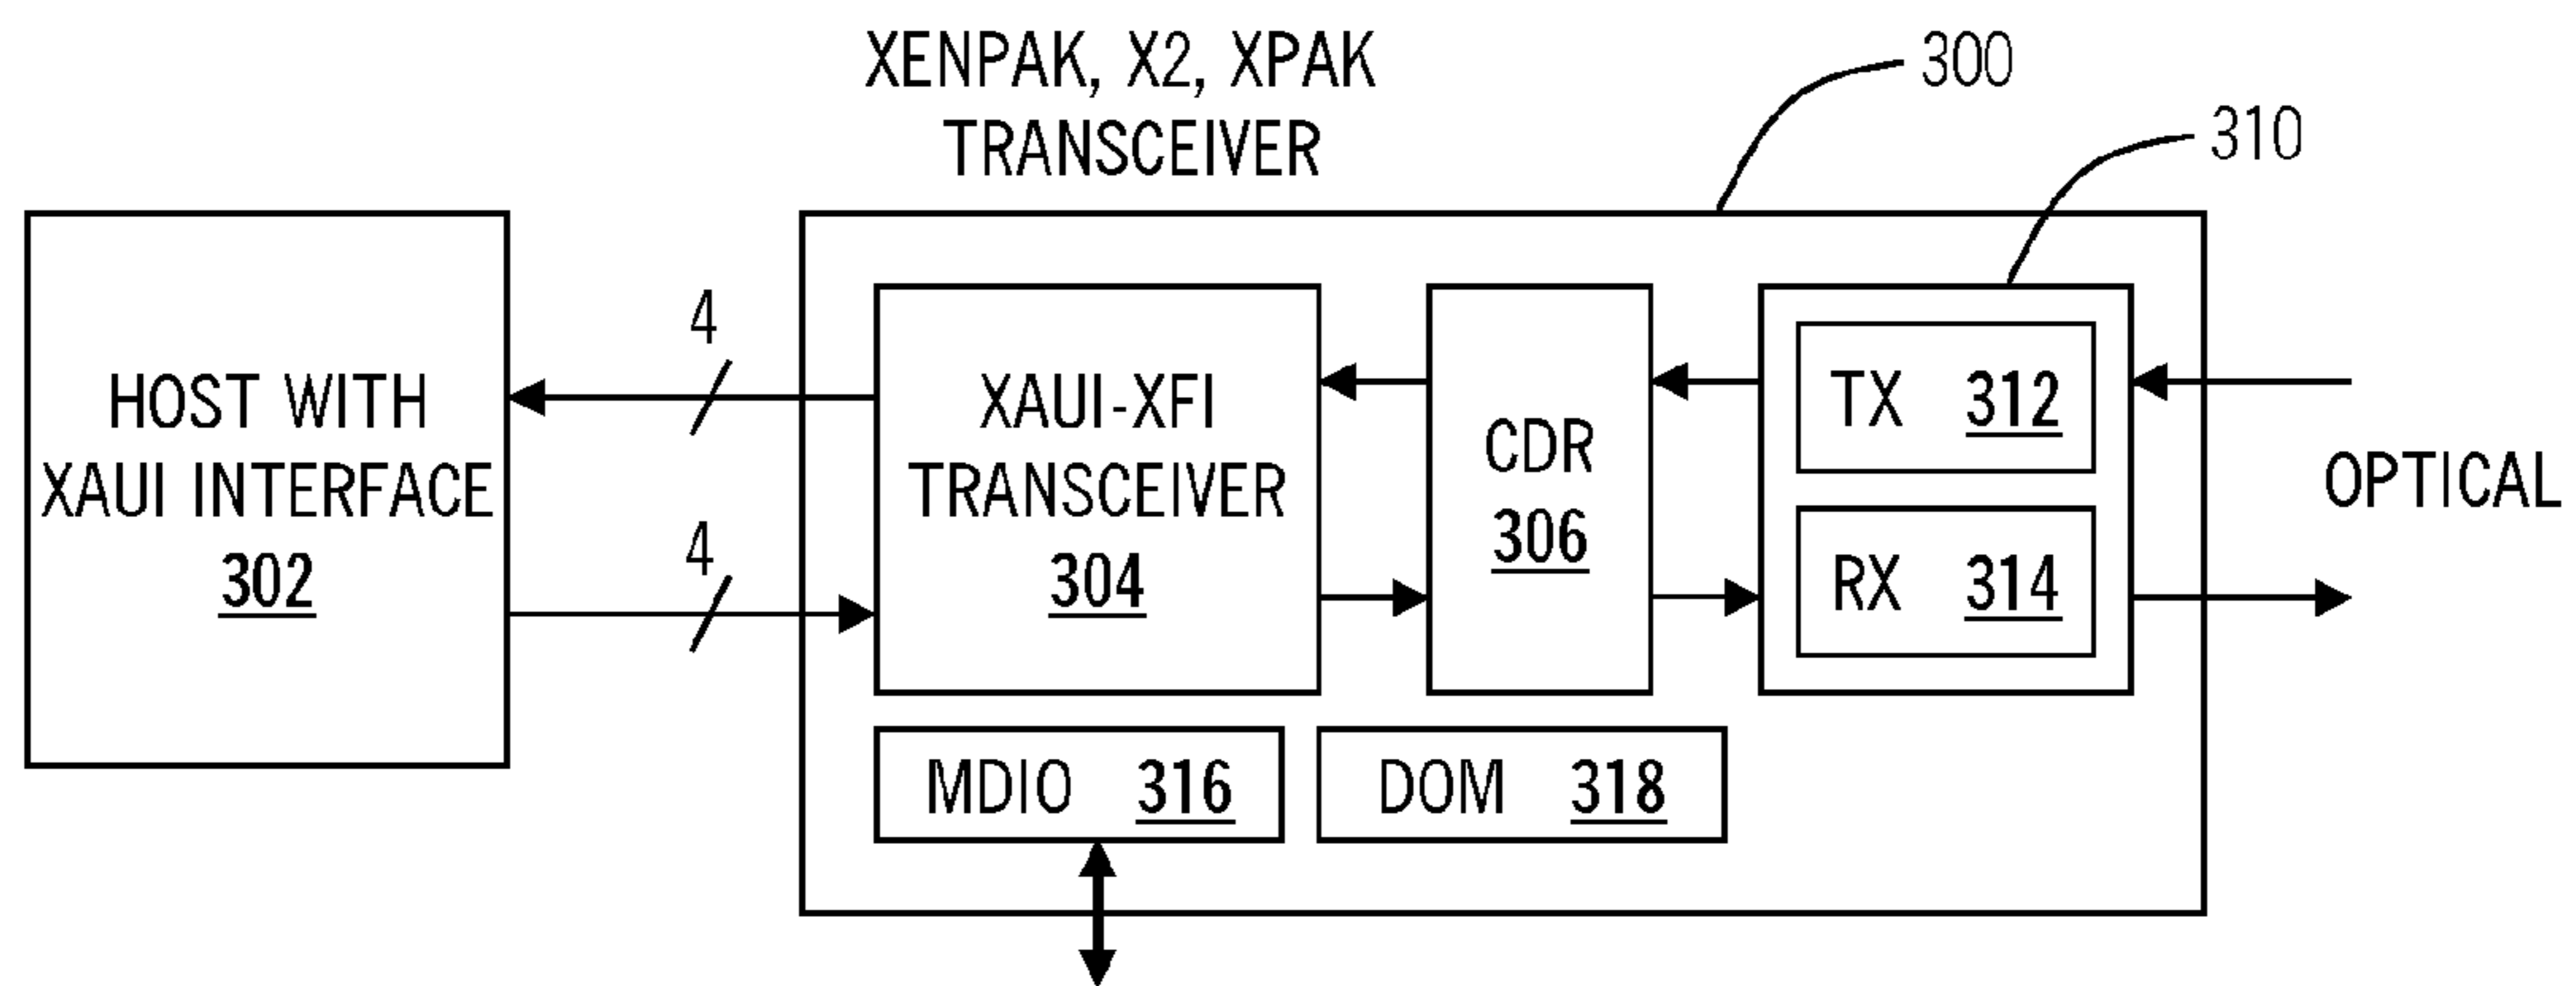 XENPAK, X2, XPAK
TRANSCEIVER
300
310
HOST WITH
XAUI INTERFACE
302
4
4
XAUI-XFI
TRANSCEIVER
304
CDR
306
TX 312
RX 314
OPTICAL
MDIO 316
DOM 318